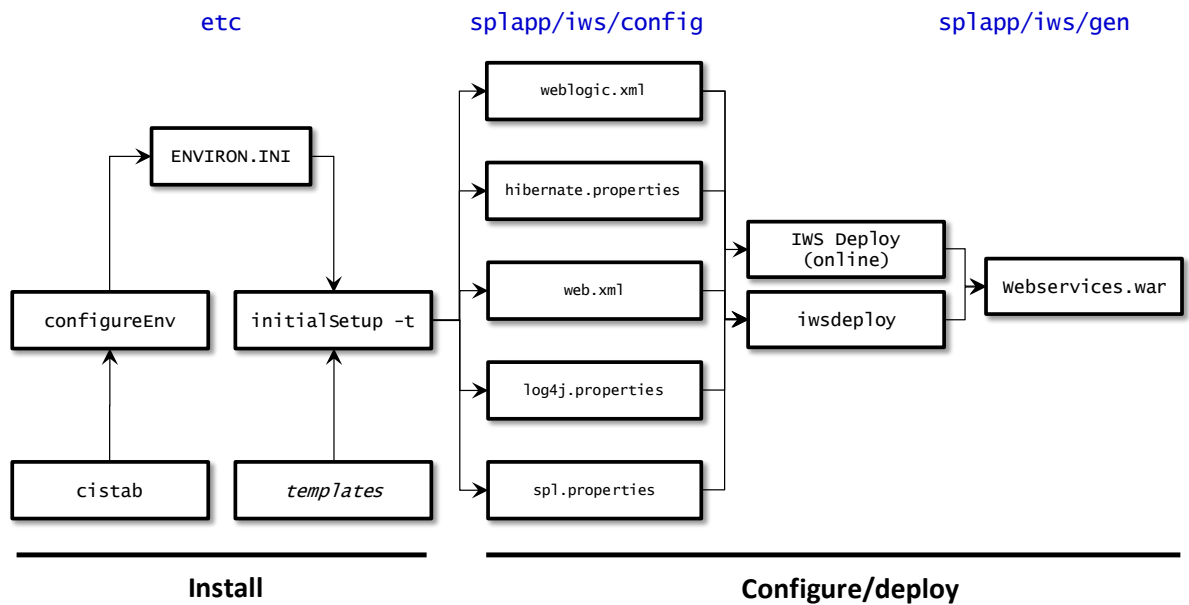 etc
splapp/iws/config
splapp/iws/gen
weblogic.xml
ENVIRON.INI
hibernate.properties
IWS Deploy
(online)
Webservices.war
configureEnv
initialSetup -t
web.xml
iwsdeploy
log4j.properties
cistab
templates
spl.properties
Install
Configure/deploy